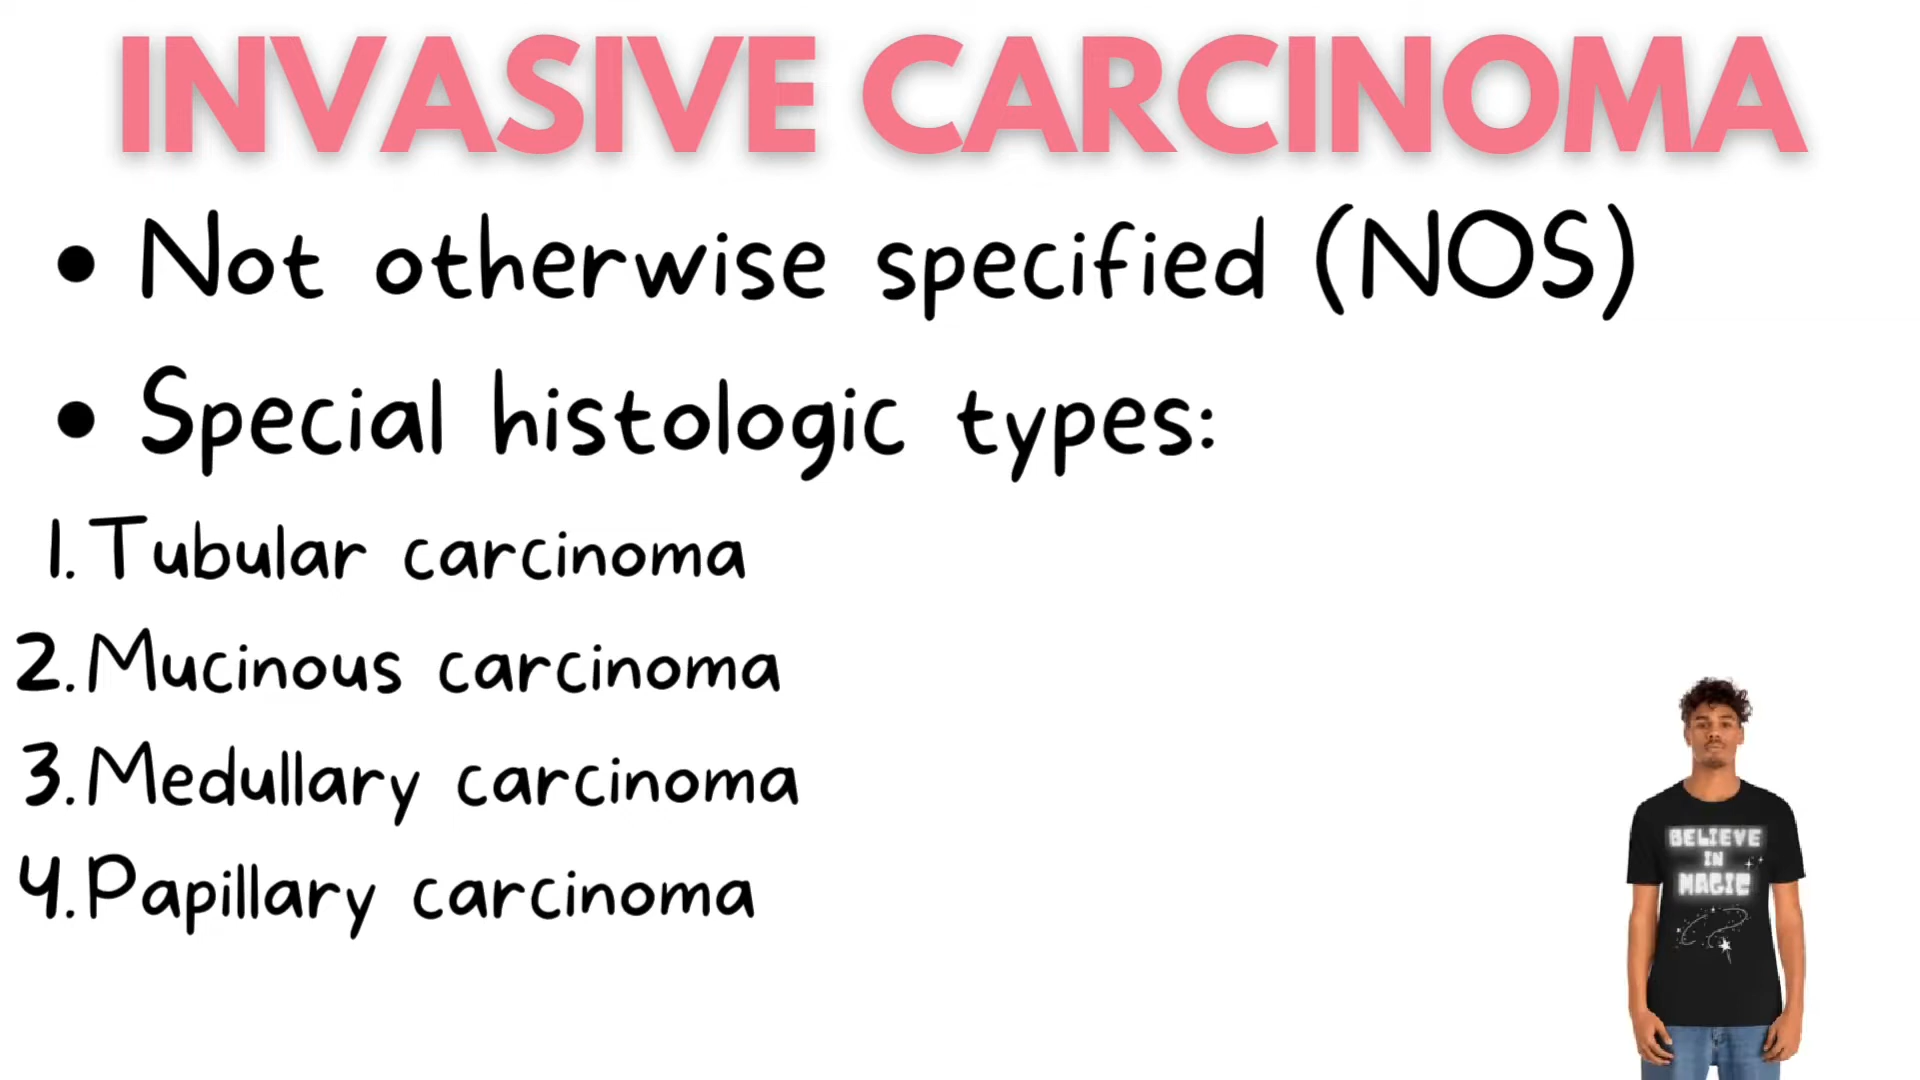 INVASIVE CARCINOMA
• Not otherwise specified (NOS)
• Special histologic types:
1. Tubular carcinoma
2. Mucinous carcinoma
3. Medullary carcinoma
4. Papillary carcinoma
BELIEVE
IN
MAGIC